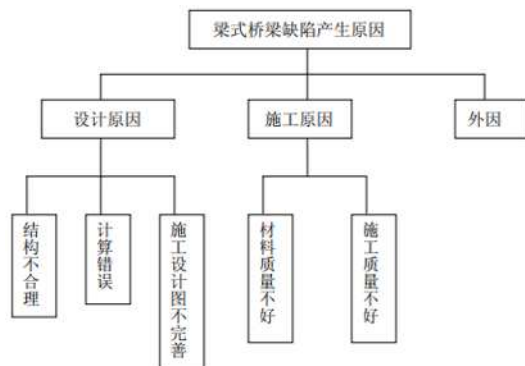 梁式桥梁缺陷产生原因
设计原因
施工原因
外因
结构不合理
计算错误
施工设计图不完善
材料质量不好
施工质量不好